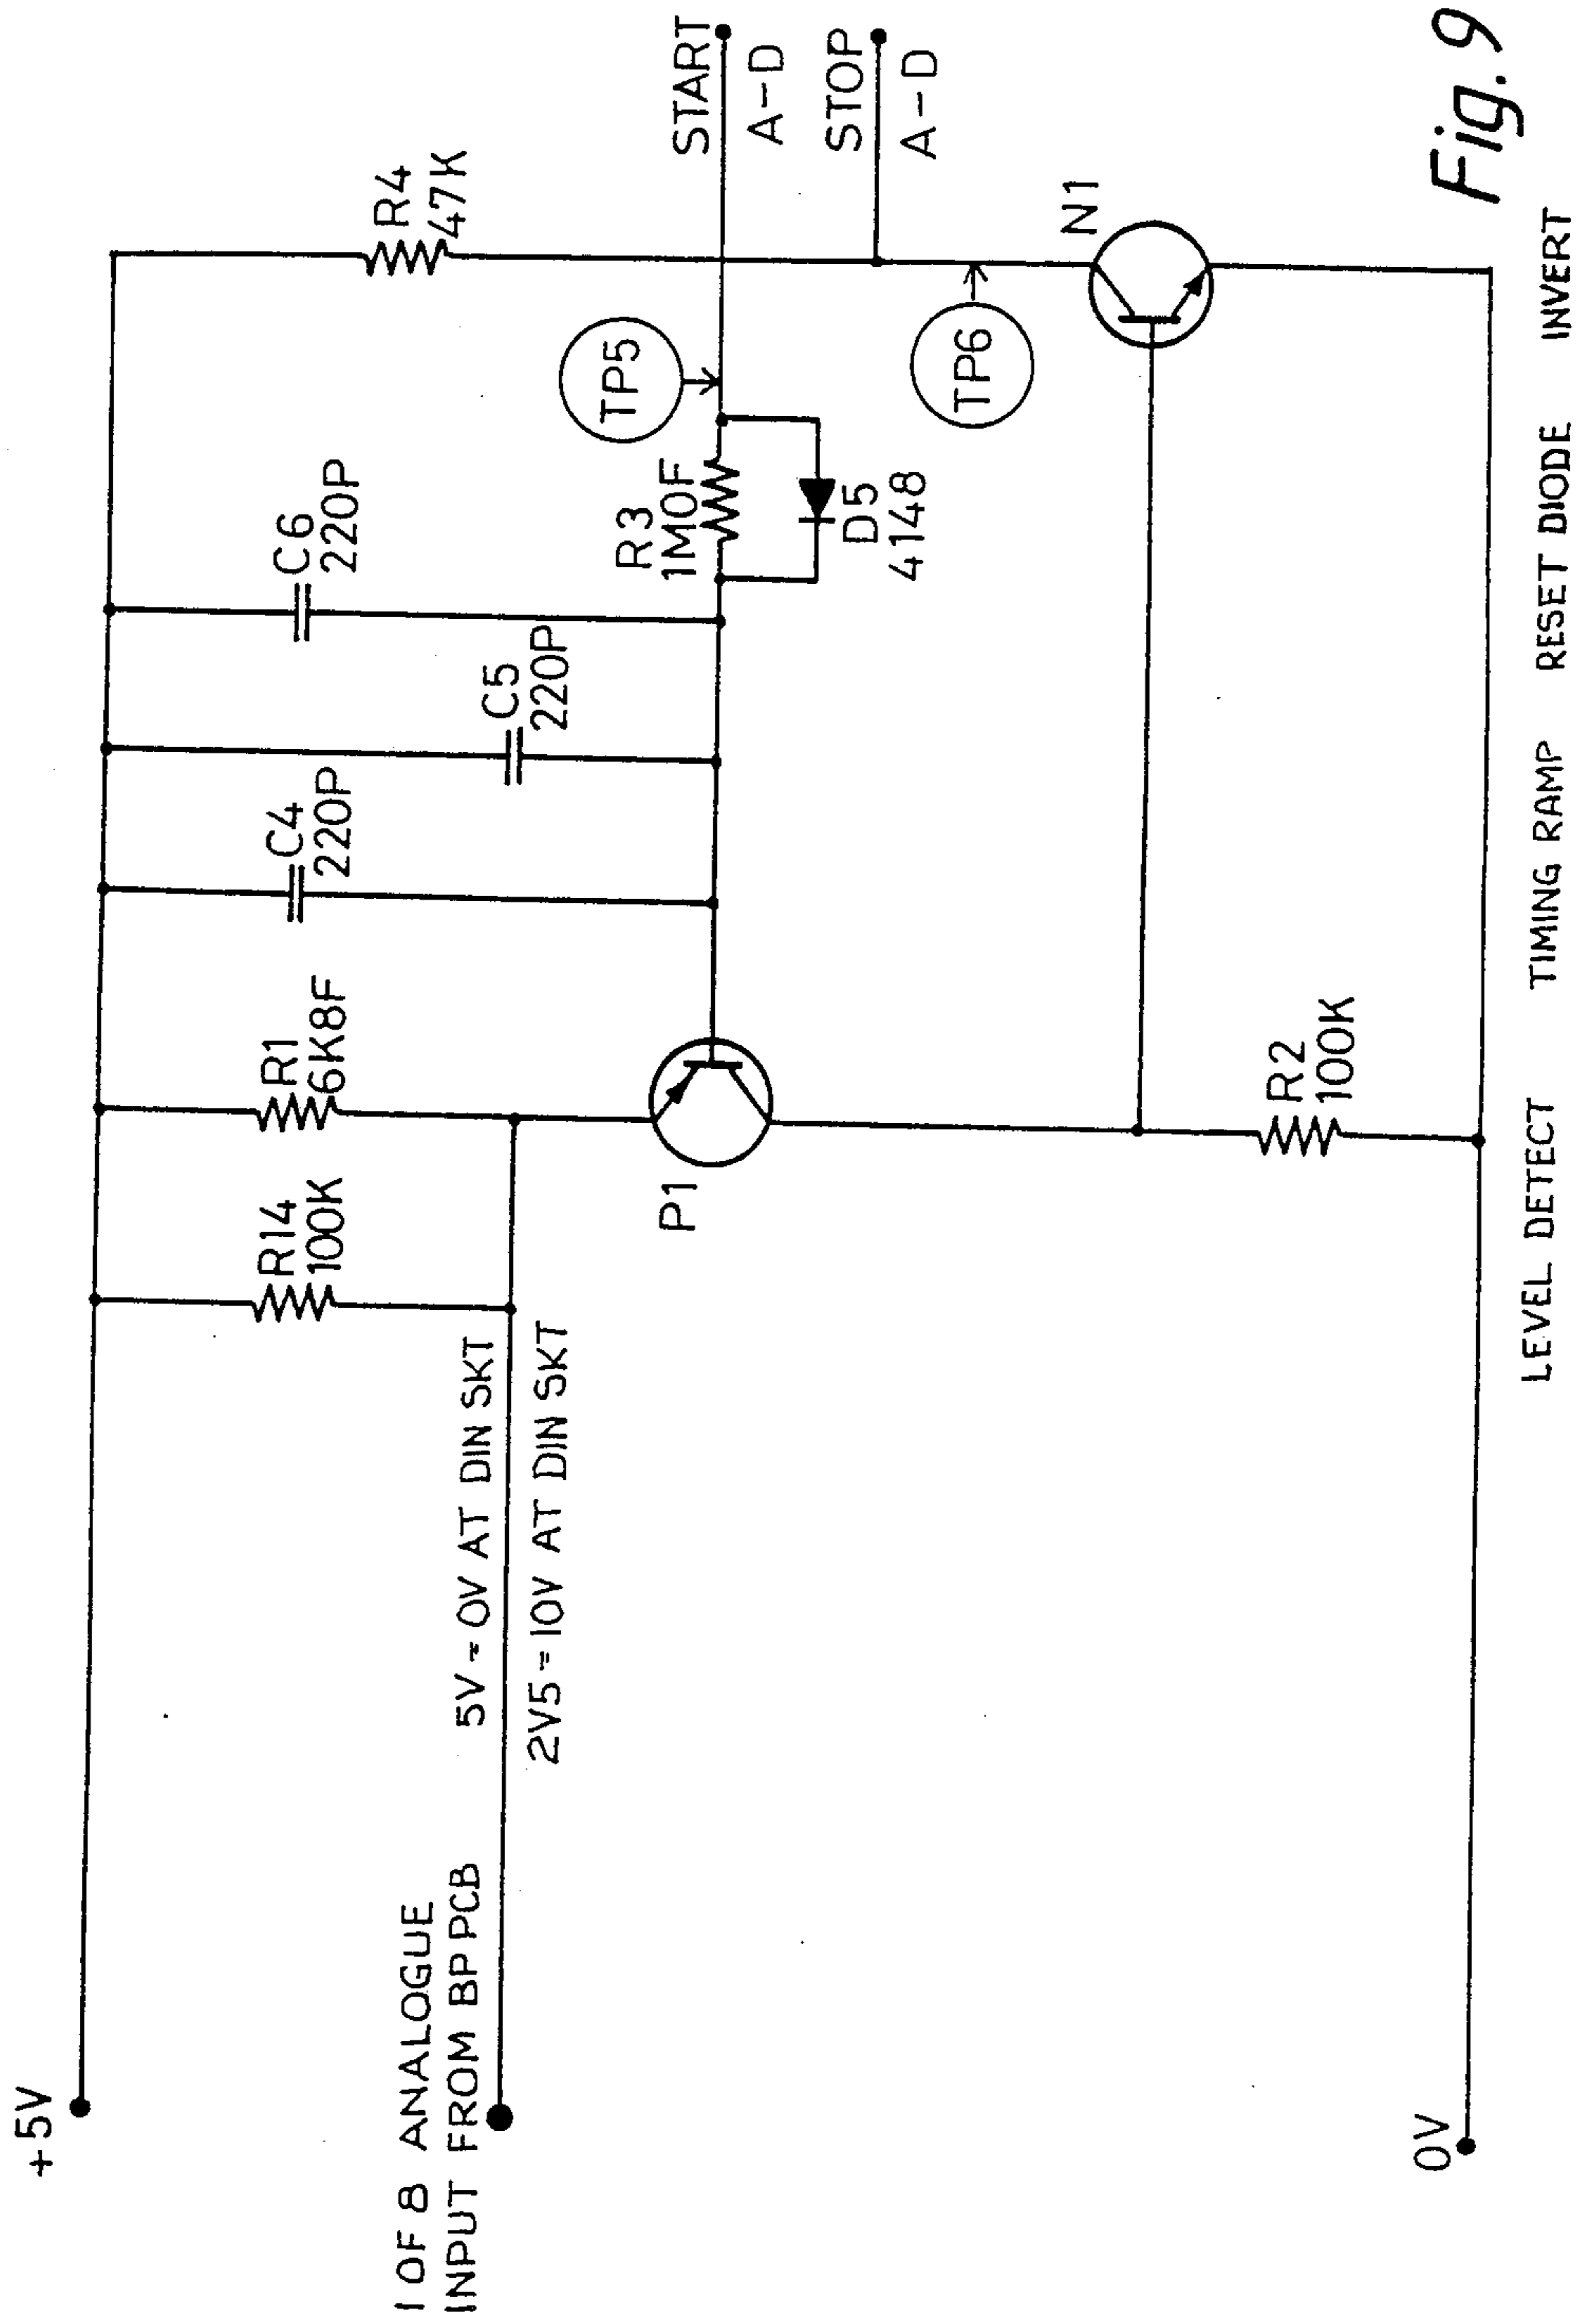 +5V
1 OF 8 ANALOGUE
INPUT FROM BP PCB
5V = 0V AT DIN SKT
2V5 = 10V AT DIN SKT
R14
100K
R1
6K8F
C4
220P
C5
220P
C6
220P
R4
47K
P1
R3
1M0F
D5
4148
TP5
START
A-D
STOP
A-D
TP6
N1
R2
100K
0V
LEVEL DETECT
TIMING RAMP
RESET DIODE
INVERT
Fig. 9